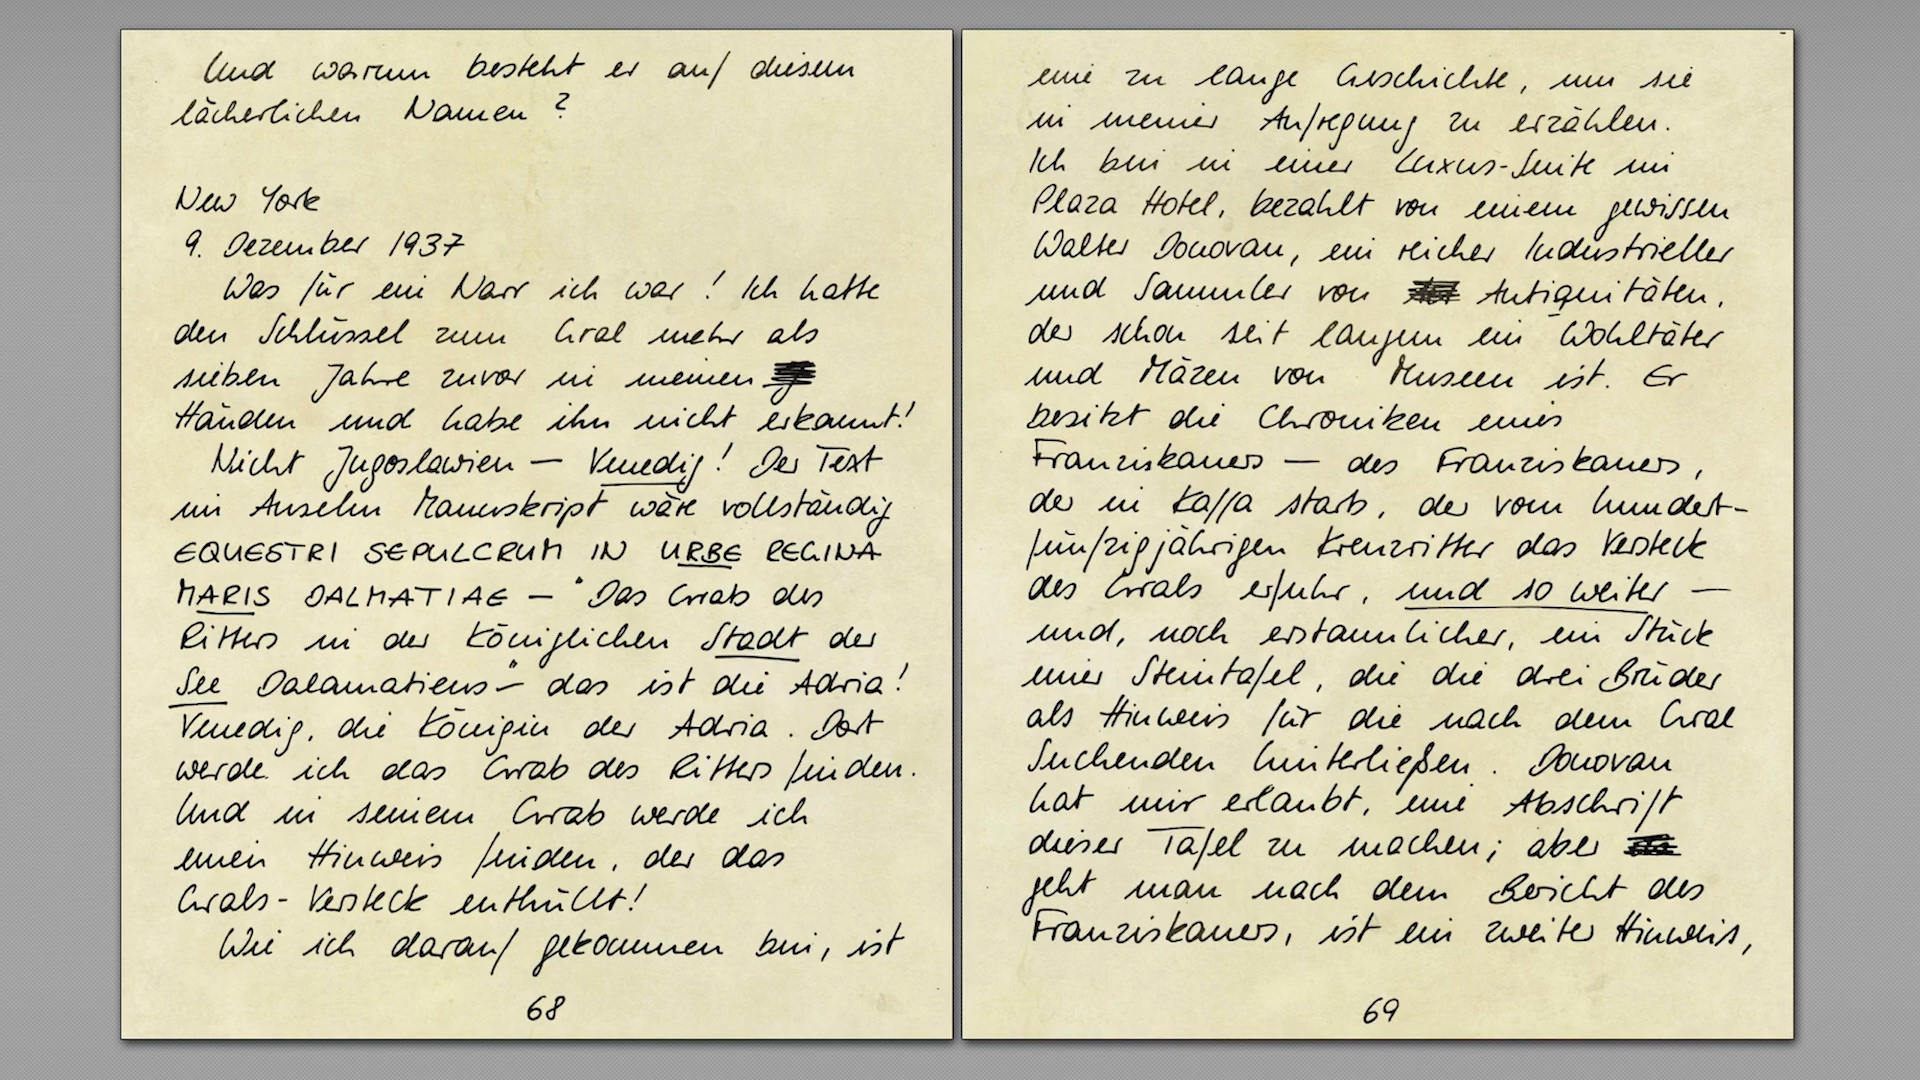 Und warum besteht er auf diesem
lächerlichen Namen?
New York
9. Dezember 1937
Was für ein Narr ich war! Ich hatte
den Schlüssel zum Gral mehr als
sieben Jahre zuvor in meinen
Händen und habe ihn nicht erkannt!
Nicht Jugoslawien — Venedig! Der Text
im Anselm Manuskript wäre vollständig
EQUESTRI SEPULCRUM IN URBE REGINA
MARIS DALMATIAE — "Das Grab des
Ritters in der Königlichen Stadt der
See Dalamatiens" — das ist die Adria!
Venedig, die Königin der Adria. Dort
werde ich das Grab des Ritters finden.
Und in seinem Grab werde ich
einen Hinweis finden, der das
Grals-Versteck enthüllt!
Wie ich darauf gekommen bin, ist
68
eine zu lange Geschichte, um sie
in meiner Aufregung zu erzählen.
Ich bin in einer Luxus-Suite im
Plaza Hotel, bezahlt von einem gewissen
Walter Donovan, ein reicher Industrieller
und Sammler von Antiquitäten,
der schon seit langem ein Wohltäter
und Mäzen von Museen ist. Er
besitzt die Chroniken eines
Franziskaners — des Franziskaners,
der in Kaffa starb, der vom hundert-
fünfzigjährigen Kreuzritter das Versteck
des Grals erfuhr, und so weiter —
und, noch erstaunlicher, ein Stück
einer Steintafel, die die drei Brüder
als Hinweis für die nach dem Gral
Suchenden hinterließen. Donovan
hat mir erlaubt, eine Abschrift
dieser Tafel zu machen; aber
geht man nach dem Bericht des
Franziskaners, ist ein zweiter Hinweis,
69